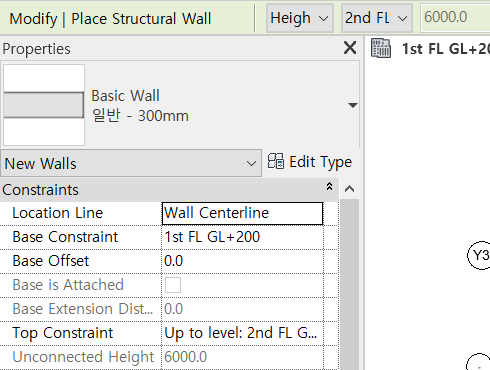 Modify | Place Structural Wall Heigh 2nd FL 6000.0
Properties
1st FL GL+200
Basic Wall
일반 - 300mm
New Walls Edit Type
Constraints
Location Line Wall Centerline
Base Constraint 1st FL GL+200
Base Offset 0.0
Base is Attached
Base Extension Dist... 0.0
Top Constraint Up to level: 2nd FL G...
Unconnected Height 6000.0
Y3